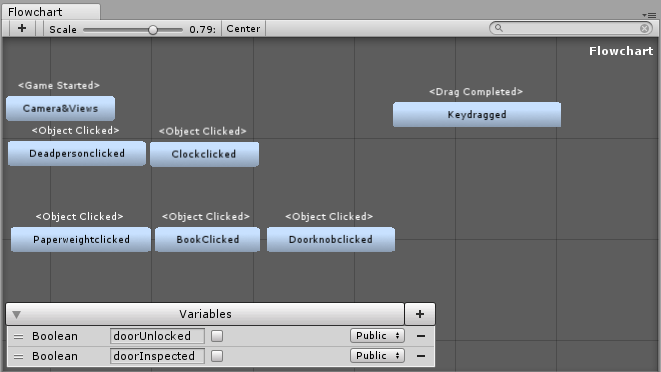 Flowchart
+ Scale 0.79: Center
Flowchart
<Game Started>
Camera&Views
<Drag Completed>
Keydragged
<Object Clicked> <Object Clicked>
Deadpersonclicked Clockclicked
<Object Clicked> <Object Clicked> <Object Clicked>
Paperweightclicked BookClicked Doorknobclicked
Variables +
Boolean doorUnlocked Public −
Boolean doorInspected Public −